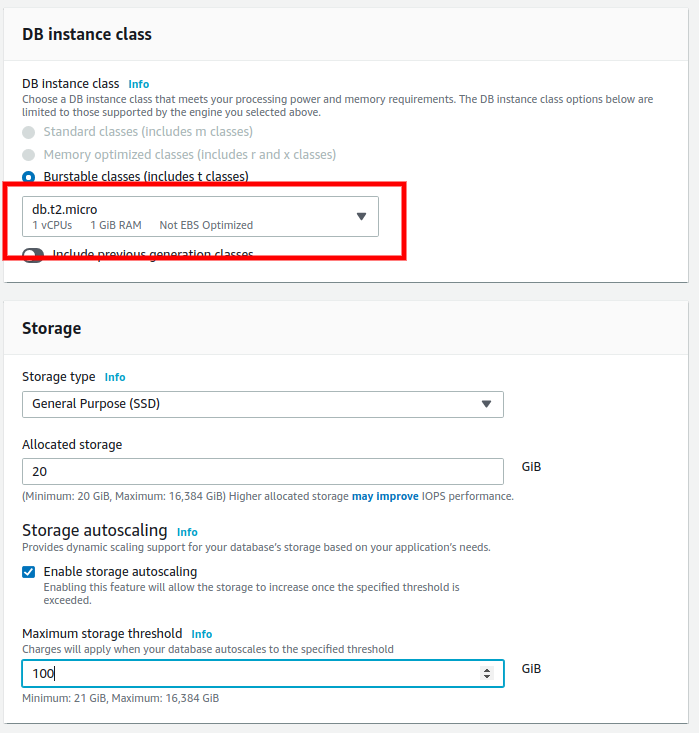 DB instance class
DB instance class Info
Choose a DB instance class that meets your processing power and memory requirements. The DB instance class options below are
limited to those supported by the engine you selected above.
Standard classes (includes m classes)
Memory optimized classes (includes r and x classes)
Burstable classes (includes t classes)
db.t2.micro
1 vCPUs 1 GiB RAM Not EBS Optimized
Include previous generation classes
Storage
Storage type Info
General Purpose (SSD)
Allocated storage
20 GiB
(Minimum: 20 GiB, Maximum: 16,384 GiB) Higher allocated storage may improve IOPS performance.
Storage autoscaling Info
Provides dynamic scaling support for your database's storage based on your application's needs.
Enable storage autoscaling
Enabling this feature will allow the storage to increase once the specified threshold is
exceeded.
Maximum storage threshold Info
Charges will apply when your database autoscales to the specified threshold
100 GiB
Minimum: 21 GiB, Maximum: 16,384 GiB